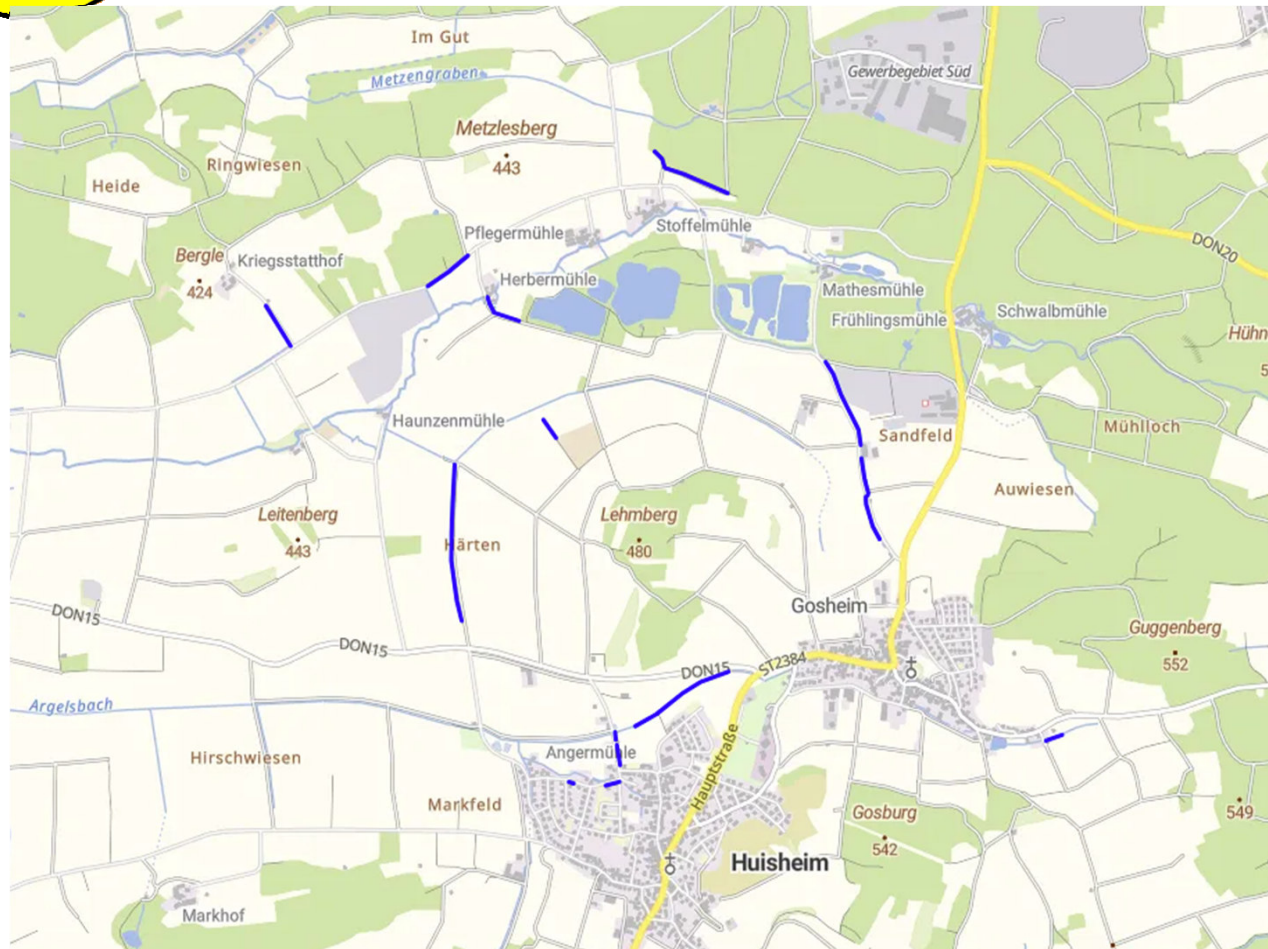 Im Gut
Metzengraben
Gewerbegebiet Süd
Metzlesberg
443
Ringwiesen
Heide
Pflegermühle
Stoffelmühle
DON20
Bergle
424
Kriegsstatthof
Herbermühle
Mathesmühle
Schwalbmühle
Frühlingsmühle
Hühn
5
Haunzenmühle
Sandfeld
Mühlloch
Auwiesen
Leitenberg
443
Lehmberg
480
Härten
DON15
Gosheim
Guggenberg
552
DON15
DON15
ST2384
Argelsbach
Hirschwiesen
Angermühle
Hauptstraße
Markfeld
Gosburg
542
549
Huisheim
Markhof